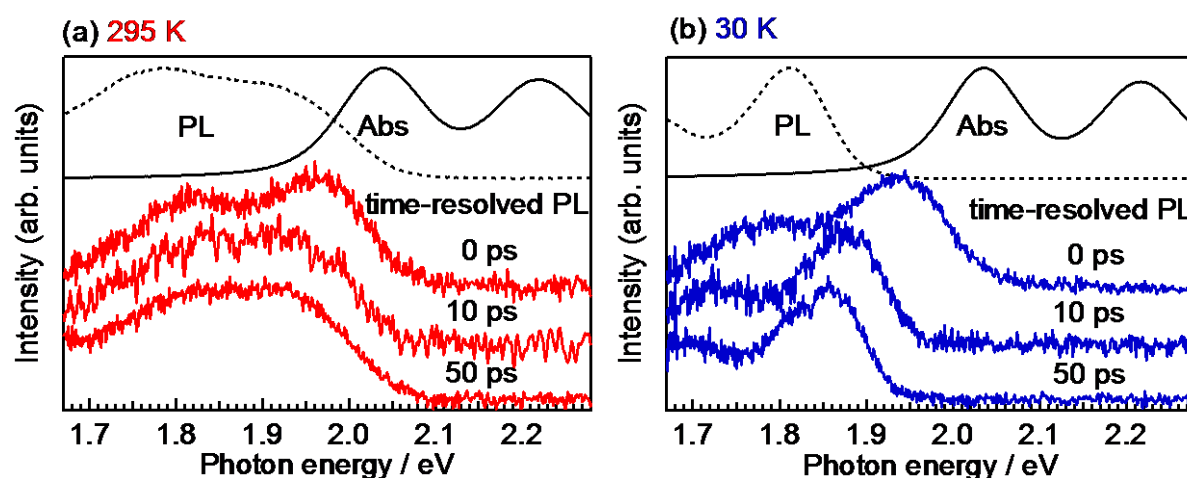 (a) 295 K
Intensity (arb. units)
PL
Abs
time-resolved PL
0 ps
10 ps
50 ps
1.7 1.8 1.9 2.0 2.1 2.2
Photon energy / eV
(b) 30 K
Intensity (arb. units)
PL
Abs
time-resolved PL
0 ps
10 ps
50 ps
1.7 1.8 1.9 2.0 2.1 2.2
Photon energy / eV